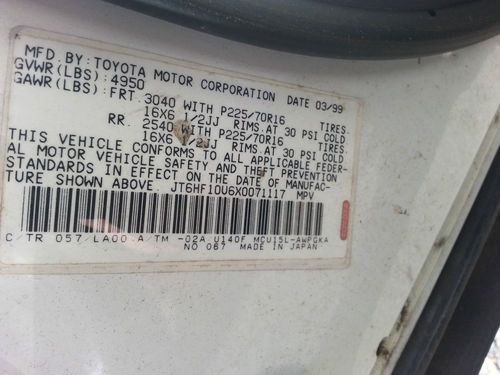 MFD. BY: TOYOTA MOTOR CORPORATION DATE 03/99
GVWR(LBS): 4950
GAWR(LBS): FRT. 3040 WITH P225/70R16 TIRES.
16X6 1/2JJ RIMS. AT 30 PSI COLD
RR. 2540 WITH P225/70R16 TIRES.
16X6 1/2JJ RIMS. AT 30 PSI COLD
THIS VEHICLE CONFORMS TO ALL APPLICABLE FEDER-
AL MOTOR VEHICLE SAFETY AND THEFT PREVENTION
STANDARDS IN EFFECT ON THE DATE OF MANUFAC-
TURE SHOWN ABOVE. JT6HF10U6X0071117 MPV
C/TR 057/LA00 A/TM -02A U140F MCU15L-AWPGKA
NO 067 MADE IN JAPAN